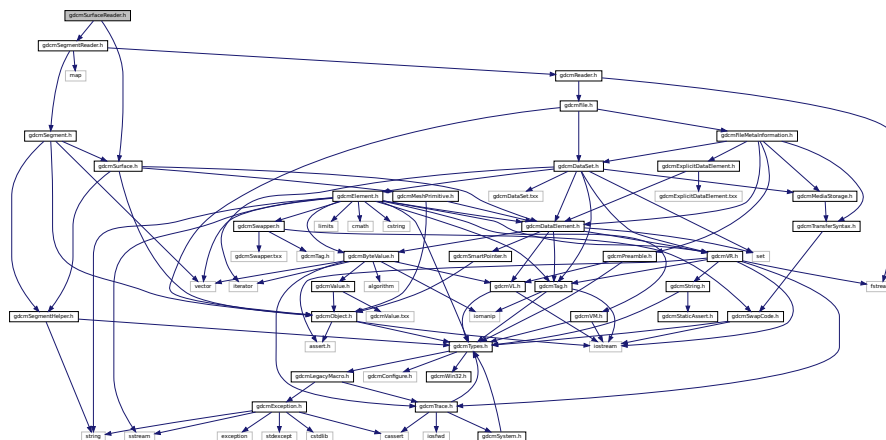 gdcmSurfaceReader.h
gdcmSegmentReader.h
map
gdcmReader.h
gdcmFile.h
gdcmSegment.h
gdcmFileMetaInformation.h
gdcmSurface.h
gdcmDataSet.h
gdcmExplicitDataElement.h
gdcmElement.h
gdcmMeshPrimitive.h
gdcmDataSet.txx
gdcmExplicitDataElement.txx
gdcmMediaStorage.h
gdcmSwapper.h
limits
cmath
cstring
gdcmDataElement.h
gdcmTransferSyntax.h
gdcmSwapper.txx
gdcmTag.h
gdcmByteValue.h
gdcmSmartPointer.h
gdcmPreamble.h
gdcmVR.h
set
vector
iterator
gdcmValue.h
algorithm
gdcmVL.h
gdcmTag.h
gdcmString.h
fstream
gdcmSegmentHelper.h
gdcmObject.h
gdcmValue.txx
iomanip
gdcmVM.h
gdcmStaticAssert.h
gdcmSwapCode.h
assert.h
gdcmTypes.h
iostream
gdcmLegacyMacro.h
gdcmConfigure.h
gdcmWin32.h
gdcmException.h
gdcmTrace.h
string
sstream
exception
stdexcept
cstdlib
cassert
iosfwd
gdcmSystem.h